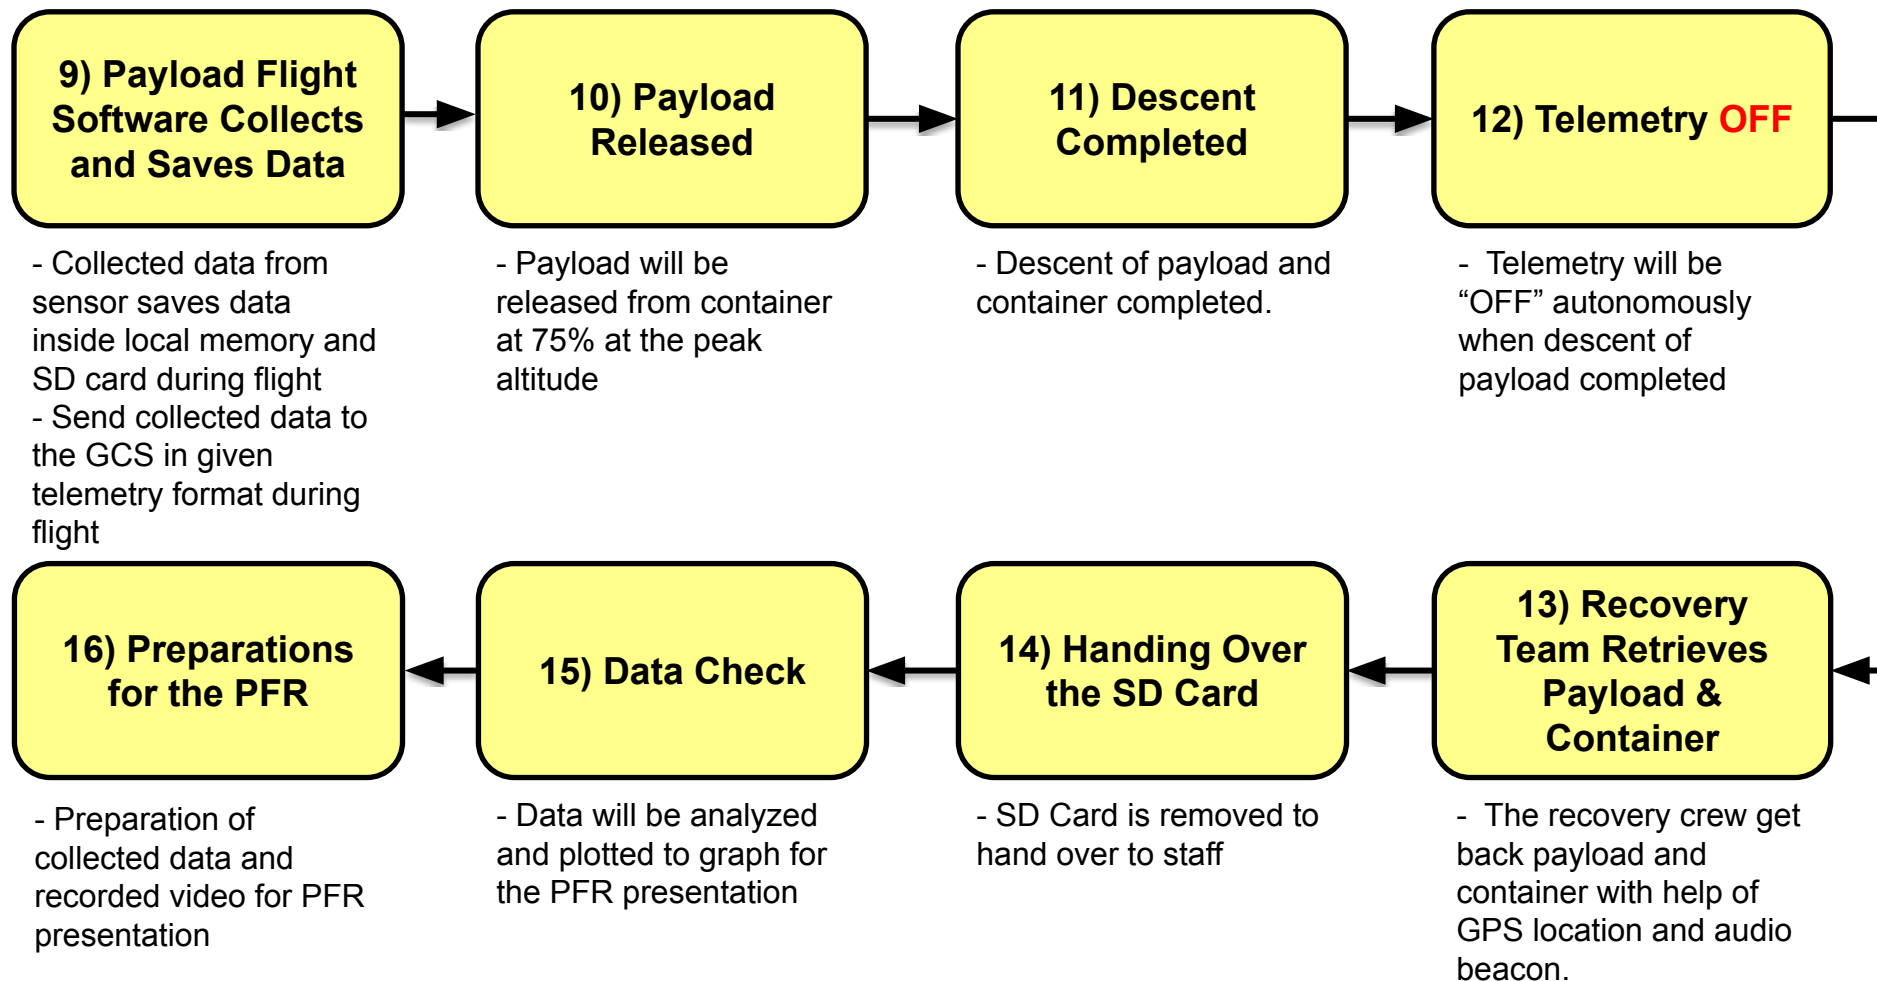 9) Payload Flight
Software Collects
and Saves Data
10) Payload
Released
11) Descent
Completed
12) Telemetry OFF
- Collected data from
sensor saves data
inside local memory and
SD card during flight
- Send collected data to
the GCS in given
telemetry format during
flight
- Payload will be
released from container
at 75% at the peak
altitude
- Descent of payload and
container completed.
-  Telemetry will be
“OFF” autonomously
when descent of
payload completed
13) Recovery
Team Retrieves
Payload &
Container
14) Handing Over
the SD Card
15) Data Check
16) Preparations
for the PFR
-  The recovery crew get
back payload and
container with help of
GPS location and audio
beacon.
- SD Card is removed to
hand over to staff
- Data will be analyzed
and plotted to graph for
the PFR presentation
- Preparation of
collected data and
recorded video for PFR
presentation